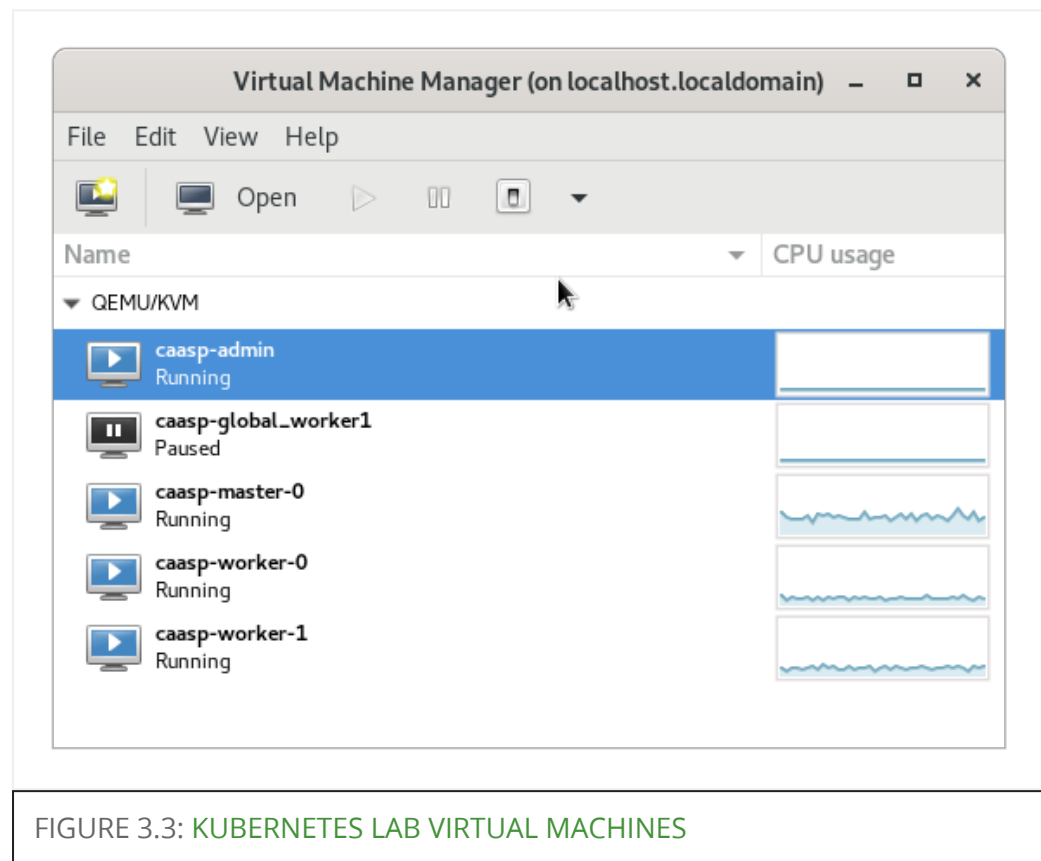 Virtual Machine Manager (on localhost.localdomain)
File Edit View Help
Open
Name CPU usage
QEMU/KVM
caasp-admin
Running
caasp-global_worker1
Paused
caasp-master-0
Running
caasp-worker-0
Running
caasp-worker-1
Running
FIGURE 3.3: KUBERNETES LAB VIRTUAL MACHINES